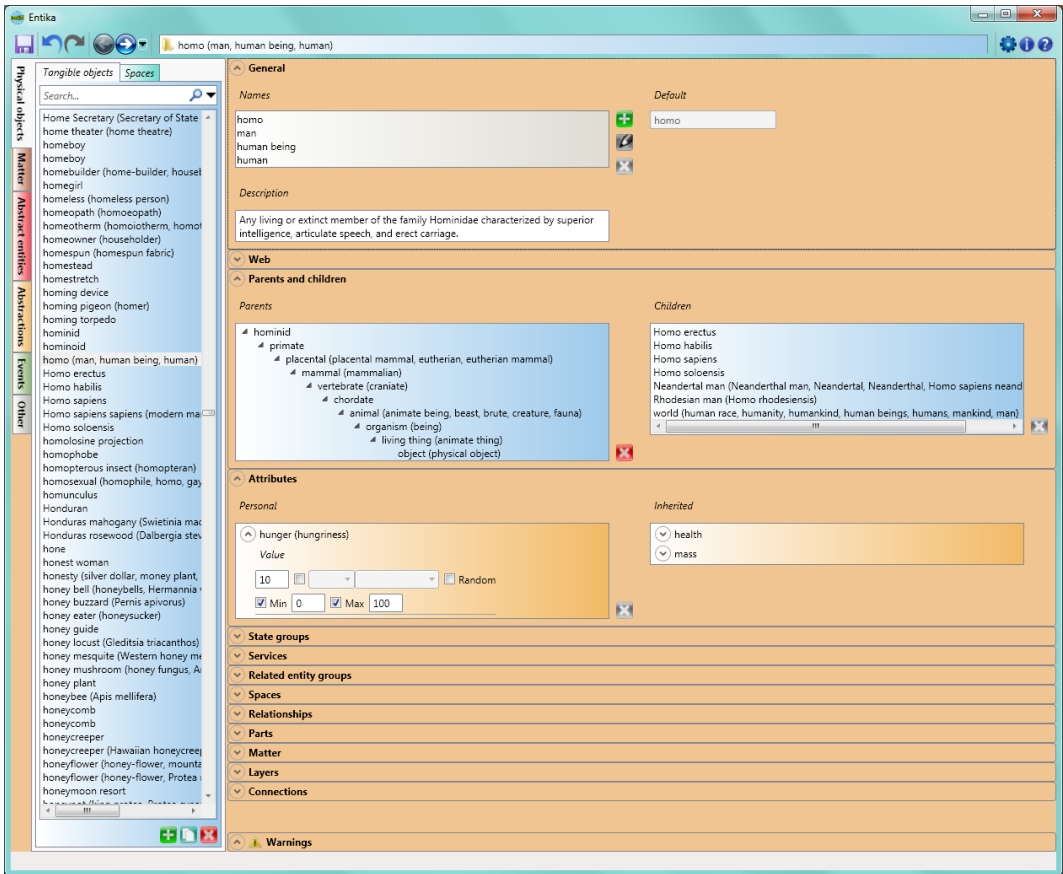 Entika
homo (man, human being, human)
Physical objects
Matter
Abstract entities
Abstractions
Events
Other
Tangible objects
Spaces
Search...
Home Secretary (Secretary of State
home theater (home theatre)
homeboy
homeboy
homebuilder (home-builder, housel
homegirl
homeless (homeless person)
homeopath (homoeopath)
homeotherm (homoiotherm, homot
homeowner (householder)
homespun (homespun fabric)
homestead
homestretch
homing device
homing pigeon (homer)
homing torpedo
hominid
hominoid
homo (man, human being, human)
Homo erectus
Homo habilis
Homo sapiens
Homo sapiens sapiens (modern ma
Homo soloensis
homolosine projection
homophobe
homopterous insect (homopteran)
homosexual (homophile, homo, gay
homunculus
Honduran
Honduras mahogany (Swietinia mac
Honduras rosewood (Dalbergia stev
hone
honest woman
honesty (silver dollar, money plant,
honey bell (honeybells, Hermannia
honey buzzard (Pernis apivorus)
honey eater (honeysucker)
honey guide
honey locust (Gleditsia triacanthos)
honey mesquite (Western honey me
honey mushroom (honey fungus, A
honey plant
honeybee (Apis mellifera)
honeycomb
honeycomb
honeycreeper
honeycreeper (Hawaiian honeycreep
honeyflower (honey-flower, mounta
honeyflower (honey-flower, Protea
honeymoon resort
General
Names
Default
homo
man
human being
human
homo
Description
Any living or extinct member of the family Hominidae characterized by superior
intelligence, articulate speech, and erect carriage.
Web
Parents and children
Parents
hominid
primate
placental (placental mammal, eutherian, eutherian mammal)
mammal (mammalian)
vertebrate (craniate)
chordate
animal (animate being, beast, brute, creature, fauna)
organism (being)
living thing (animate thing)
object (physical object)
Children
Homo erectus
Homo habilis
Homo sapiens
Homo soloensis
Neandertal man (Neanderthal man, Neandertal, Neanderthal, Homo sapiens neand
Rhodesian man (Homo rhodesiensis)
world (human race, humanity, humankind, human beings, humans, mankind, man)
Attributes
Personal
hunger (hungriness)
Value
10 Random
Min 0 Max 100
Inherited
health
mass
State groups
Services
Related entity groups
Spaces
Relationships
Parts
Matter
Layers
Connections
Warnings